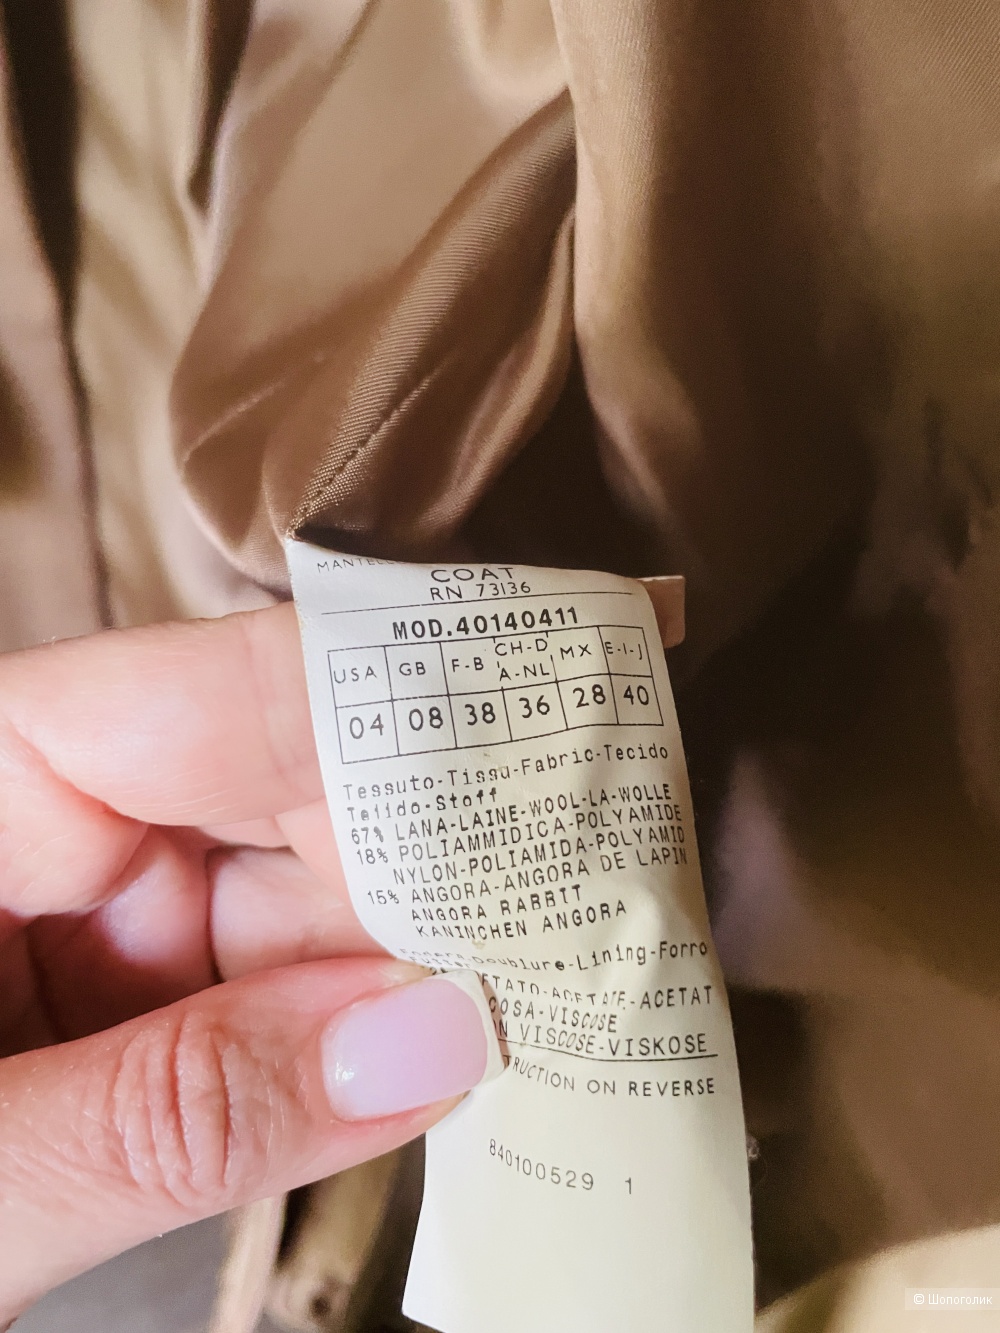 COAT
RN 73136
MOD.40140411
USA GB F-B CH-D A-NL MX E-I-J
04 08 38 36 28 40
Tessuto-Tissu-Fabric-Tecido
Tejido-Stoff
67% LANA-LAINE-WOOL-LA-WOLLE
18% POLIAMMIDICA-POLYAMIDE
NYLON-POLIAMIDA-POLYAMID
15% ANGORA-ANGORA DE LAPIN
ANGORA RABBIT
KANINCHEN ANGORA
Doublure-Lining-Forro
-ACETATE-ACETAT
-VISCOSE
VISCOSE-VISKOSE
ON REVERSE
840100529 1
© Шопоголик